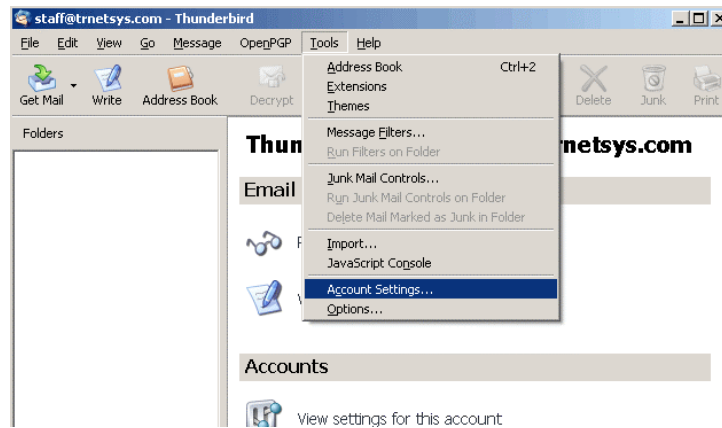 staff@trnetsys.com - Thunderbird
File Edit View Go Message OpenPGP Tools Help
Get Mail Write Address Book Decrypt Delete Junk Print
Address Book Ctrl+2
Extensions
Themes
Message Filters...
Run Filters on Folder
Junk Mail Controls...
Run Junk Mail Controls on Folder
Delete Mail Marked as Junk in Folder
Import...
JavaScript Console
Account Settings...
Options...
Folders
Thun netsys.com
Email
Accounts
View settings for this account